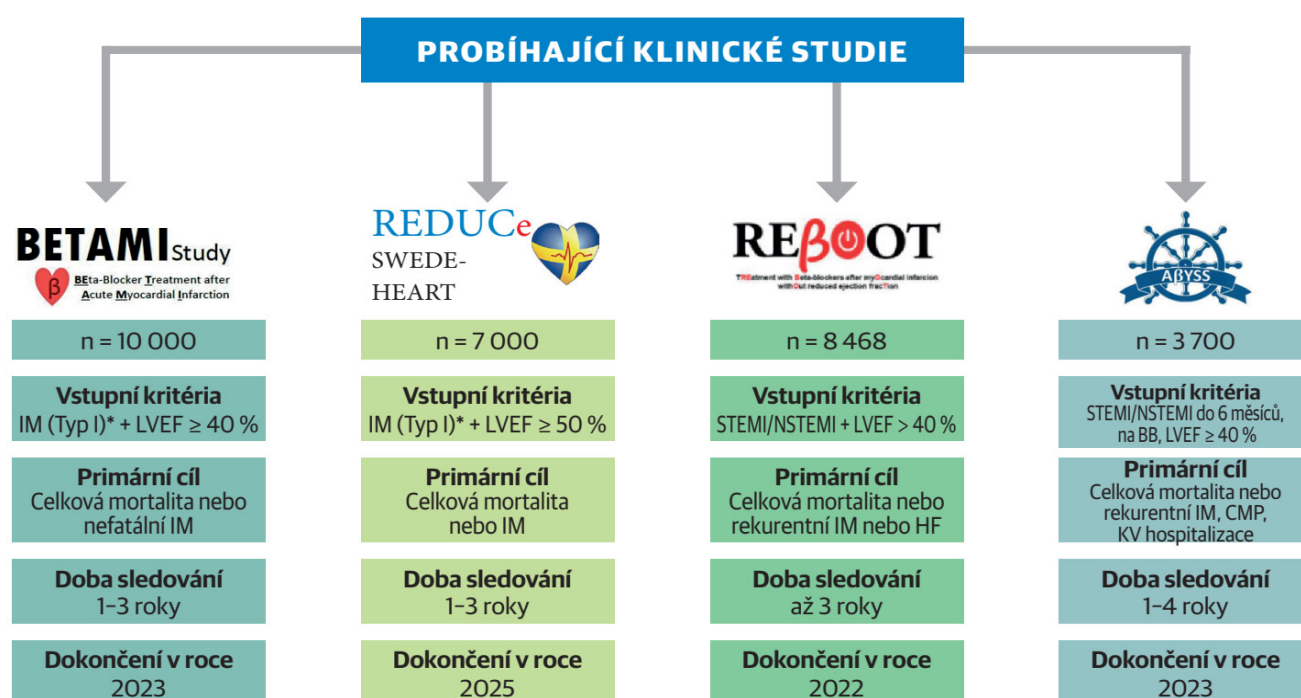 PROBÍHAJÍCÍ KLINICKÉ STUDIE
BETAMI Study
β
BEta-Blocker Treatment after
Acute Myocardial Infarction
n = 10 000
Vstupní kritéria
IM (Typ I)* + LVEF ≥ 40 %
Primární cíl
Celková mortalita nebo
nefatální IM
Doba sledování
1–3 roky
Dokončení v roce
2023
REDUCe
SWEDE-
HEART
n = 7 000
Vstupní kritéria
IM (Typ I)* + LVEF ≥ 50 %
Primární cíl
Celková mortalita
nebo IM
Doba sledování
1–3 roky
Dokončení v roce
2025
REβOOT
TREatment with Beta-blockers after myOcardial infarcion
withOut reduced ejection fracTion
n = 8 468
Vstupní kritéria
STEMI/NSTEMI + LVEF > 40 %
Primární cíl
Celková mortalita nebo
rekurentní IM nebo HF
Doba sledování
až 3 roky
Dokončení v roce
2022
AβYSS
n = 3 700
Vstupní kritéria
STEMI/NSTEMI do 6 měsíců,
na BB, LVEF ≥ 40 %
Primární cíl
Celková mortalita nebo
rekurentní IM, CMP,
KV hospitalizace
Doba sledování
1–4 roky
Dokončení v roce
2023